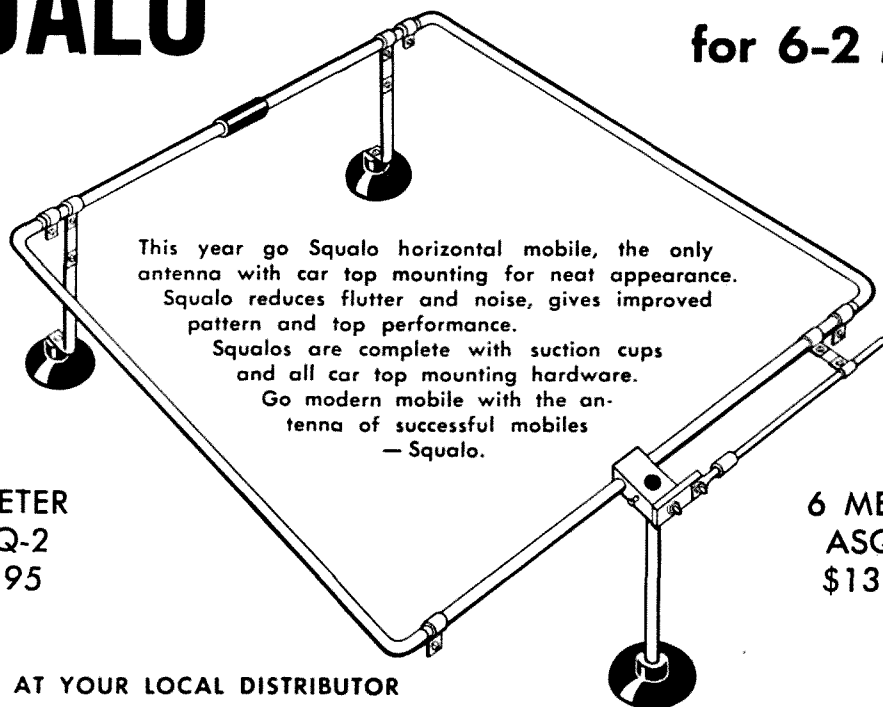 UALO
for 6-2
This year go Squalo horizontal mobile, the only
antenna with car top mounting for neat appearance.
Squalo reduces flutter and noise, gives improved
pattern and top performance.
Squalos are complete with suction cups
and all car top mounting hardware.
Go modern mobile with the an-
tenna of successful mobiles
— Squalo.
ETER
Q-2
95
6 ME
ASQ
$13
AT YOUR LOCAL DISTRIBUTOR